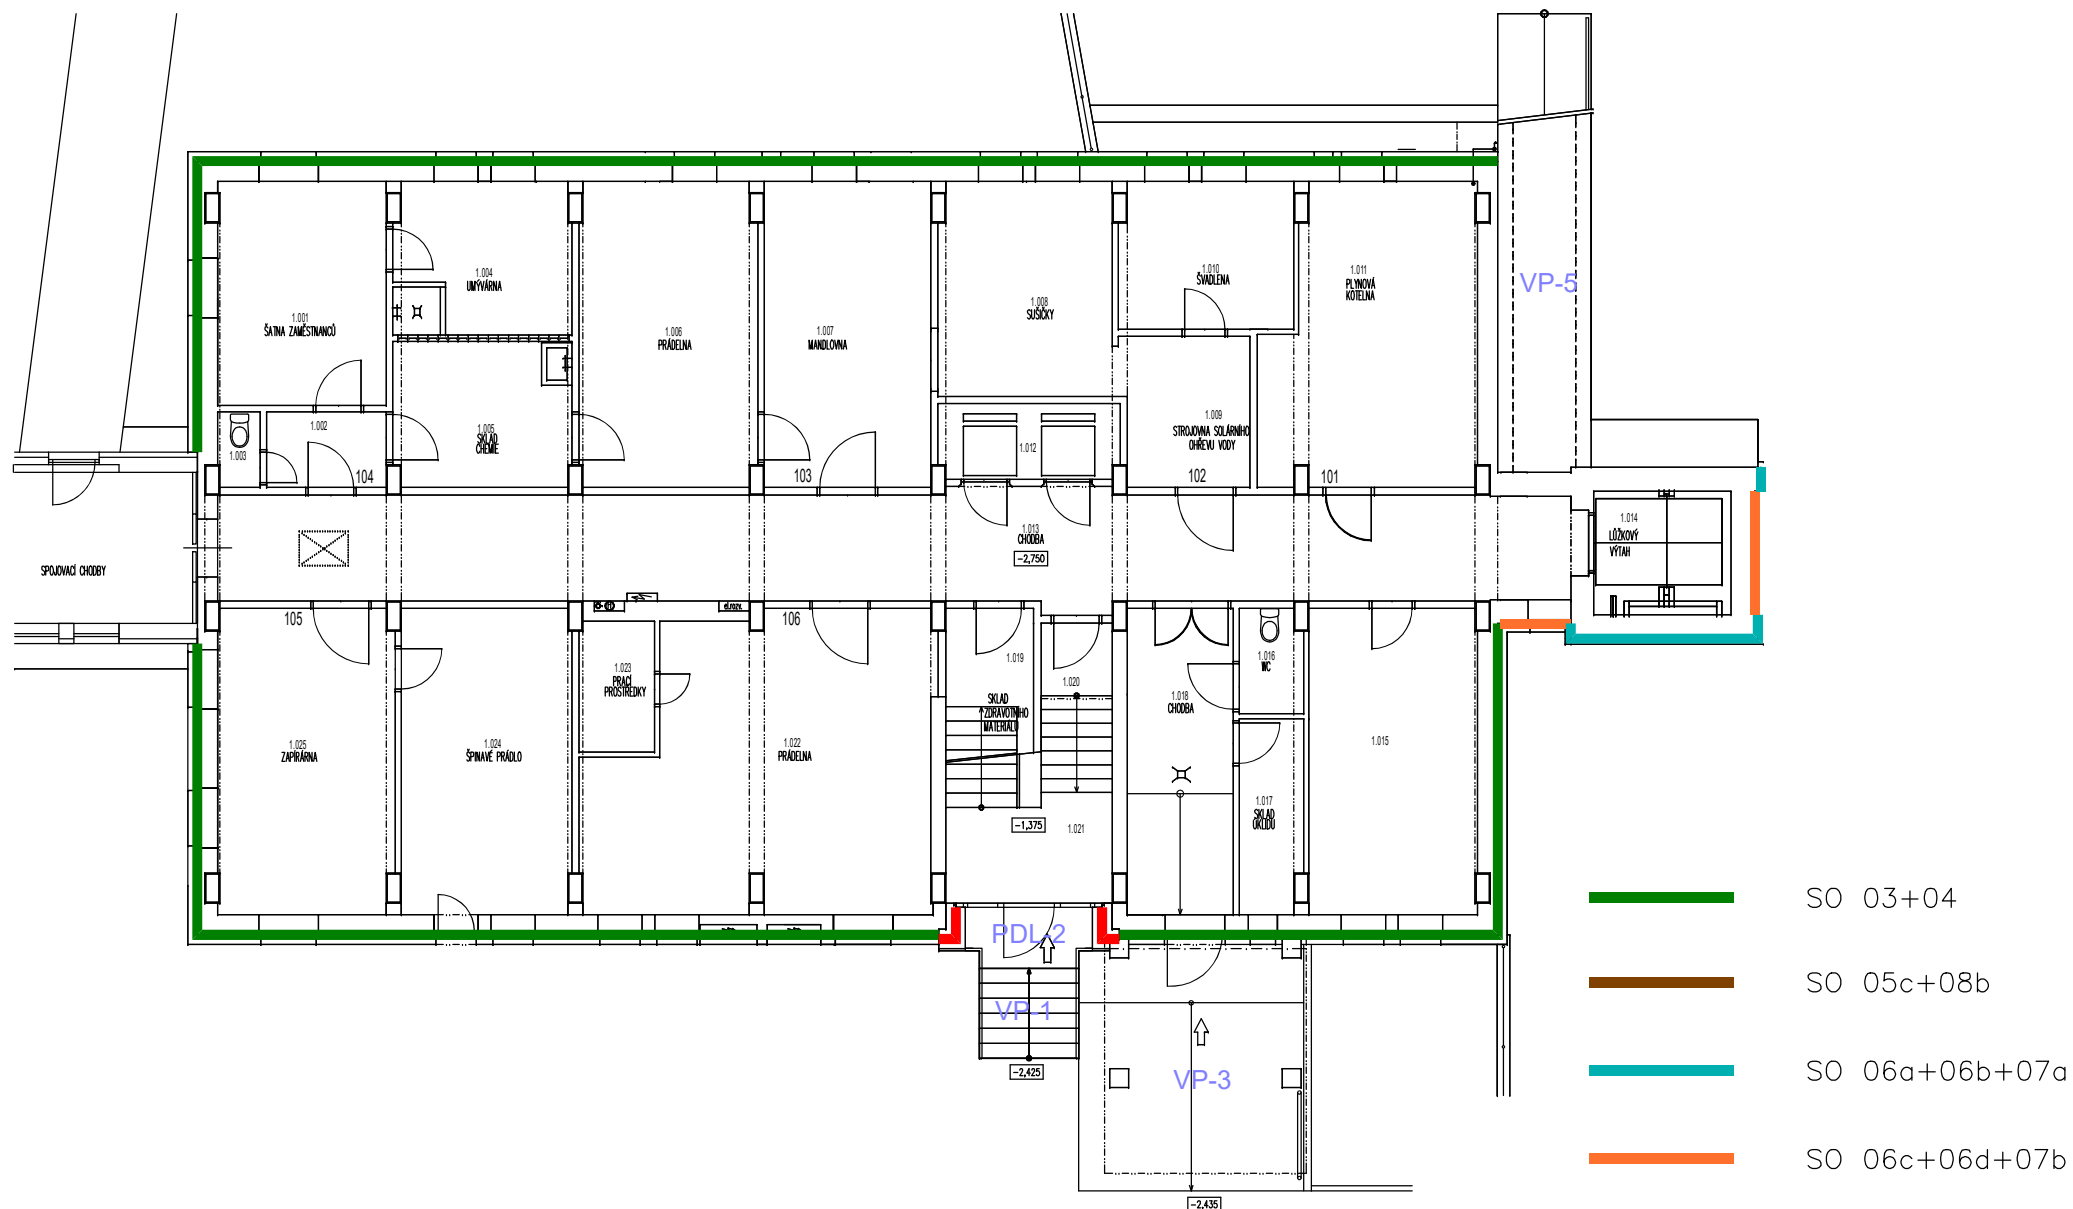 1.001
ŠATNA ZAMĚSTNANCŮ
1.002
1.003
104
1.004
UMÝVÁRNA
1.005
SKLAD
CHEMIE
1.006
PRÁDELNA
1.007
MANDLOVNA
103
1.008
SUŠIČKY
1.012
1.010
ŠVADLENA
1.009
STROJOVNA SOLÁRNÍHO
OHŘEVU VODY
102
1.011
PLYNOVÁ
KOTELNA
101
VP-5
1.013
CHODBA
-2,750
1.014
LŮŽKOVÝ
VÝTAH
SPOJOVACÍ CHODBY
105
1.025
ZAPÍRÁRNA
1.024
ŠPINAVÉ PRÁDLO
el.rozv.
106
1.023
PRACÍ
PROSTŘEDKY
1.022
PRÁDELNA
1.019
SKLAD
ZDRAVOTNÍHO
MATERIÁLU
1.020
1.021
-1,375
1.018
CHODBA
1.016
WC
1.017
SKLAD
ÚKLIDU
1.015
PDL-2
VP-1
-2,425
VP-3
-2,435
SO 03+04
SO 05c+08b
SO 06a+06b+07a
SO 06c+06d+07b